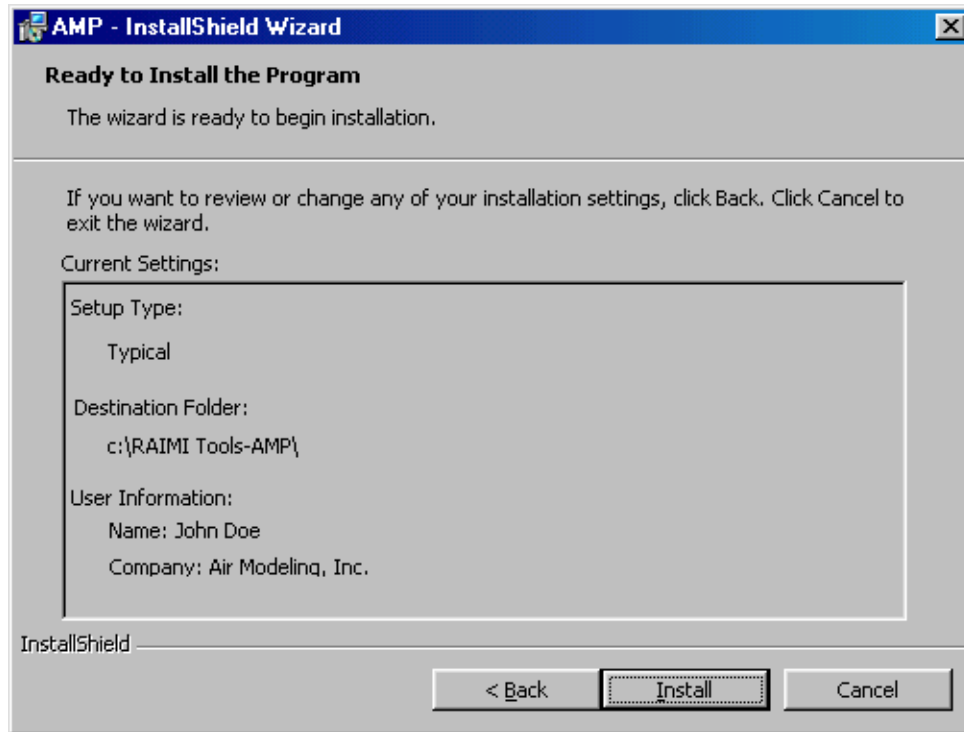 AMP - InstallShield Wizard
Ready to Install the Program
The wizard is ready to begin installation.
If you want to review or change any of your installation settings, click Back. Click Cancel to
exit the wizard.
Current Settings:
Setup Type:
Typical
Destination Folder:
c:\RAIMI Tools-AMP\
User Information:
Name: John Doe
Company: Air Modeling, Inc.
InstallShield
< Back
Install
Cancel